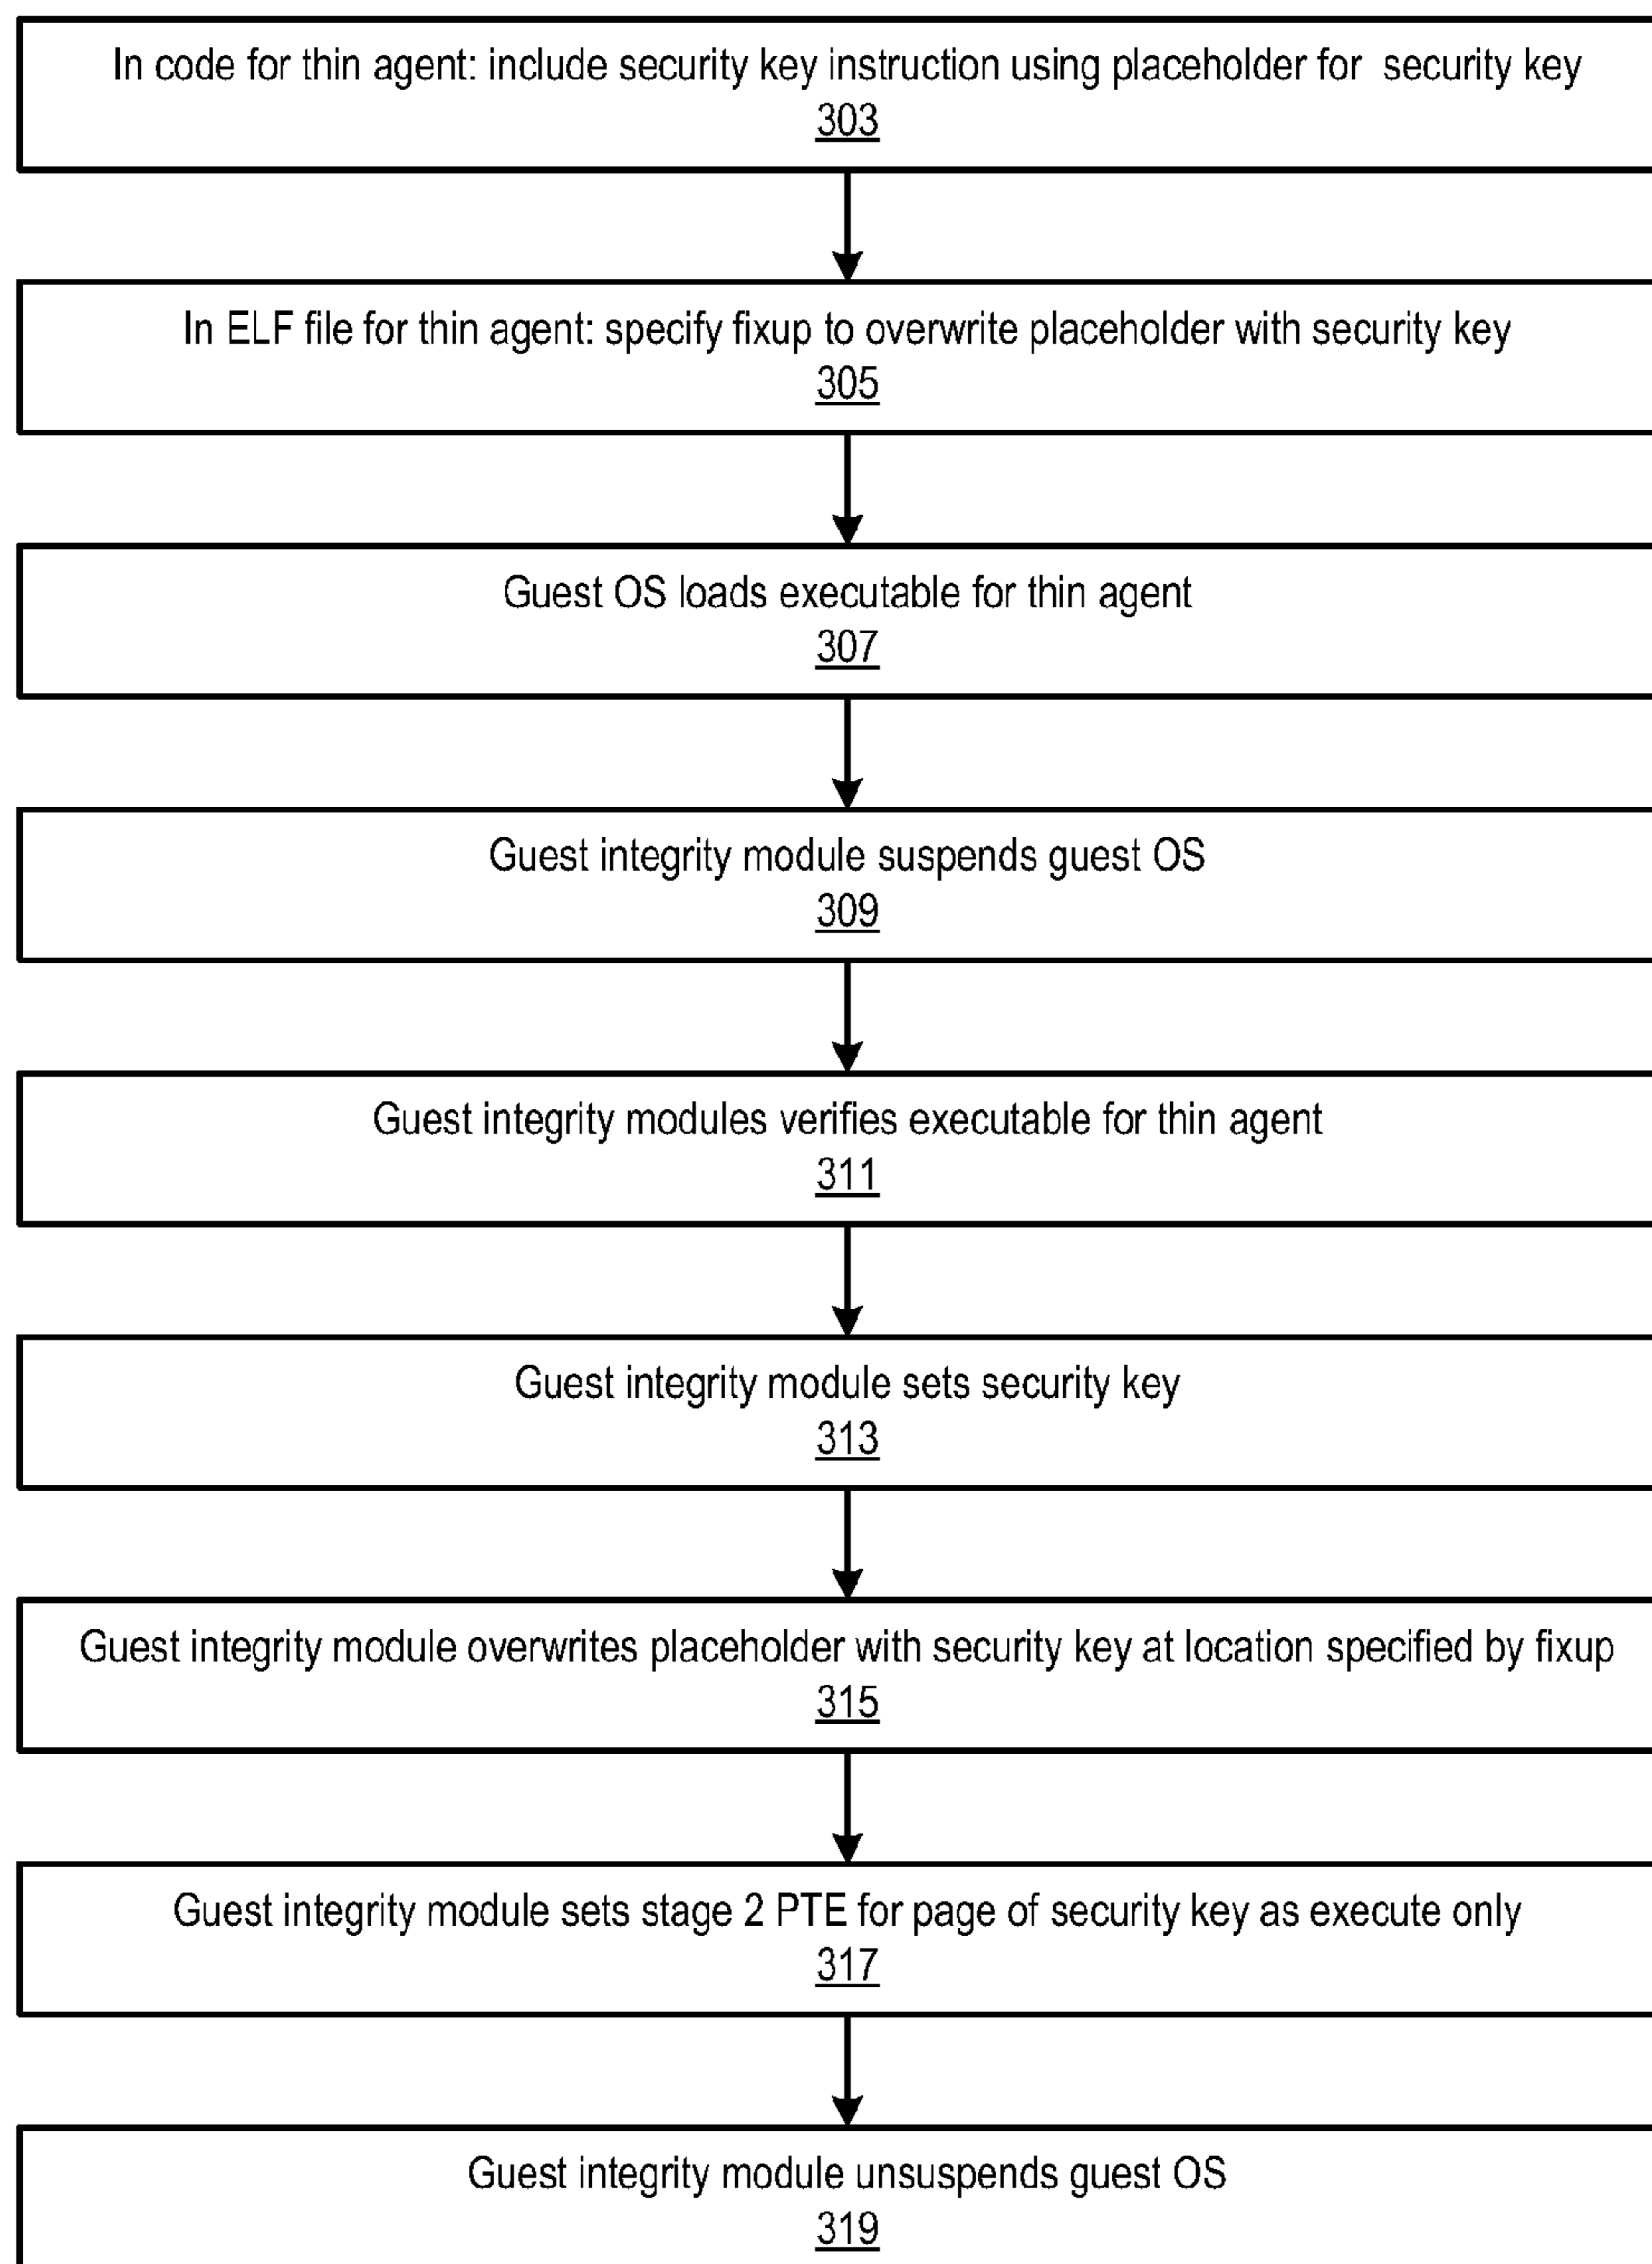 In code for thin agent: include security key instruction using placeholder for security key
303
In ELF file for thin agent: specify fixup to overwrite placeholder with security key
305
Guest OS loads executable for thin agent
307
Guest integrity module suspends guest OS
309
Guest integrity modules verifies executable for thin agent
311
Guest integrity module sets security key
313
Guest integrity module overwrites placeholder with security key at location specified by fixup
315
Guest integrity module sets stage 2 PTE for page of security key as execute only
317
Guest integrity module unsuspends guest OS
319